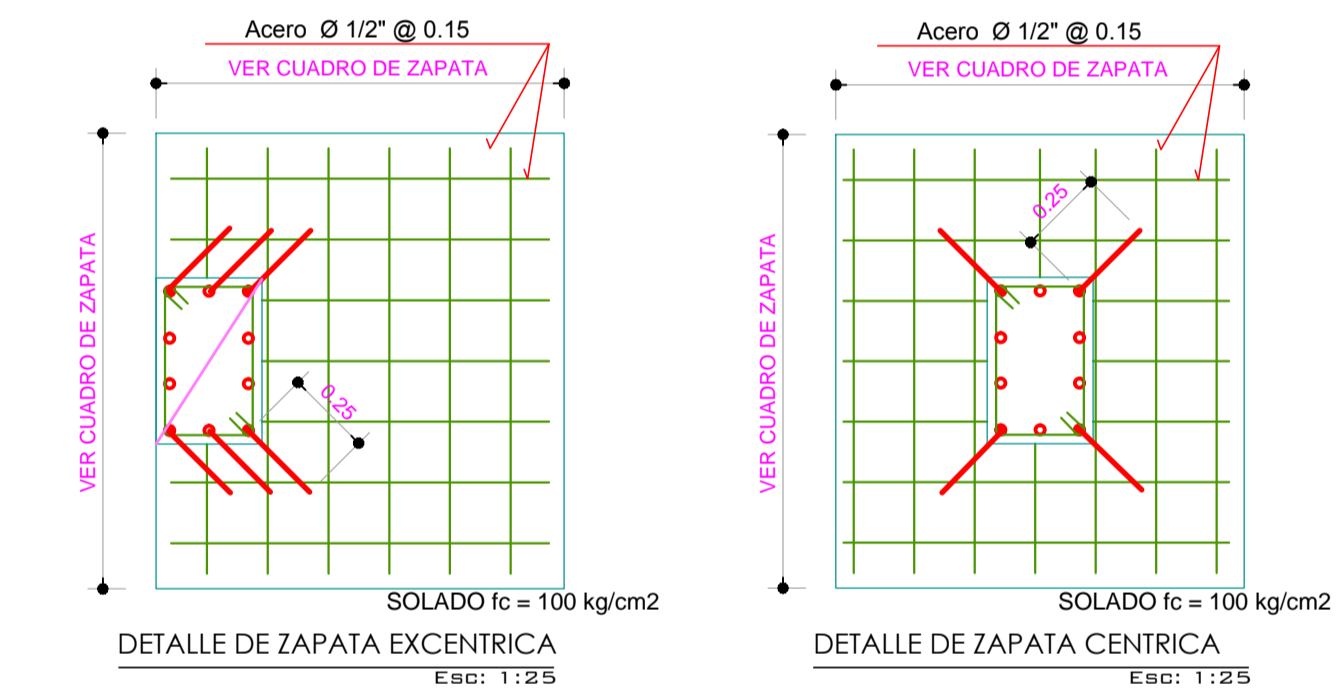 Acero Ø 1/2" @ 0.15
VER CUADRO DE ZAPATA
VER CUADRO DE ZAPATA
0.25
SOLADO fc = 100 kg/cm2
DETALLE DE ZAPATA EXCENTRICA
Esc: 1:25
Acero Ø 1/2" @ 0.15
VER CUADRO DE ZAPATA
0.25
VER CUADRO DE ZAPATA
SOLADO fc = 100 kg/cm2
DETALLE DE ZAPATA CENTRICA
Esc: 1:25